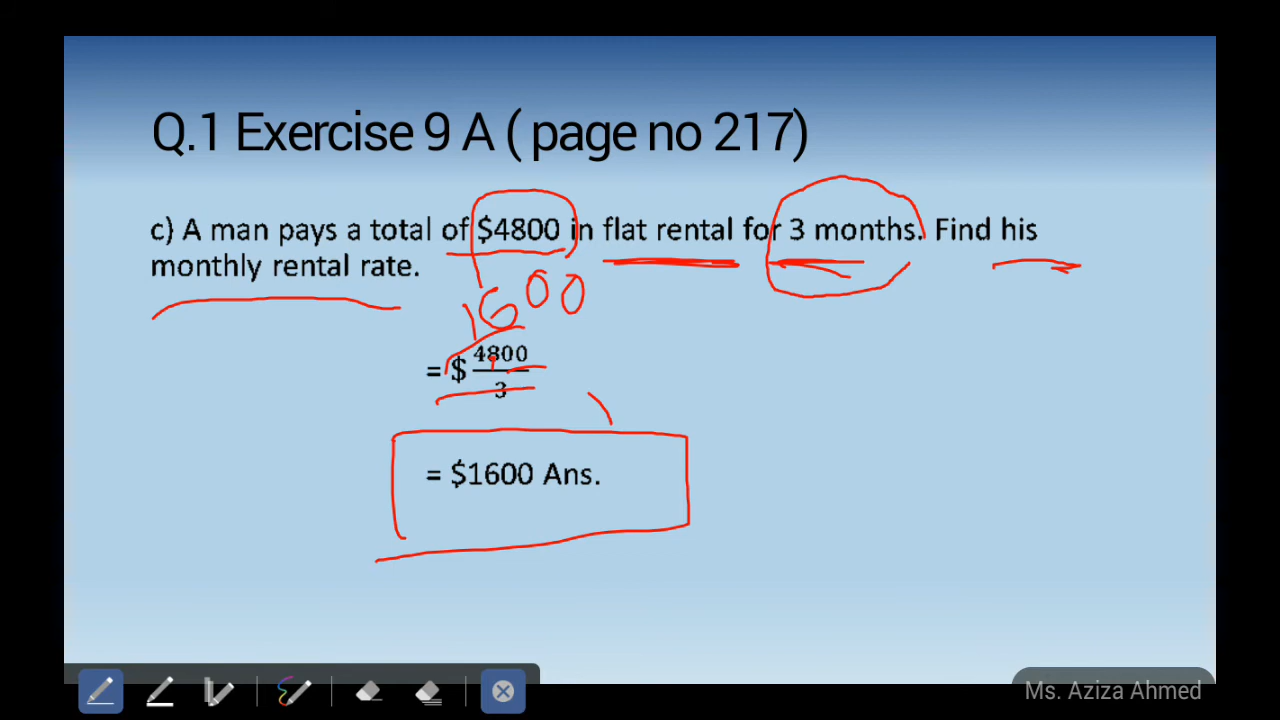 Q.1 Exercise 9 A ( page no 217)
c) A man pays a total of $4800 in flat rental for 3 months. Find his
monthly rental rate.
1600
= $ 4800/3
= $1600 Ans.
Ms. Aziza Ahmed